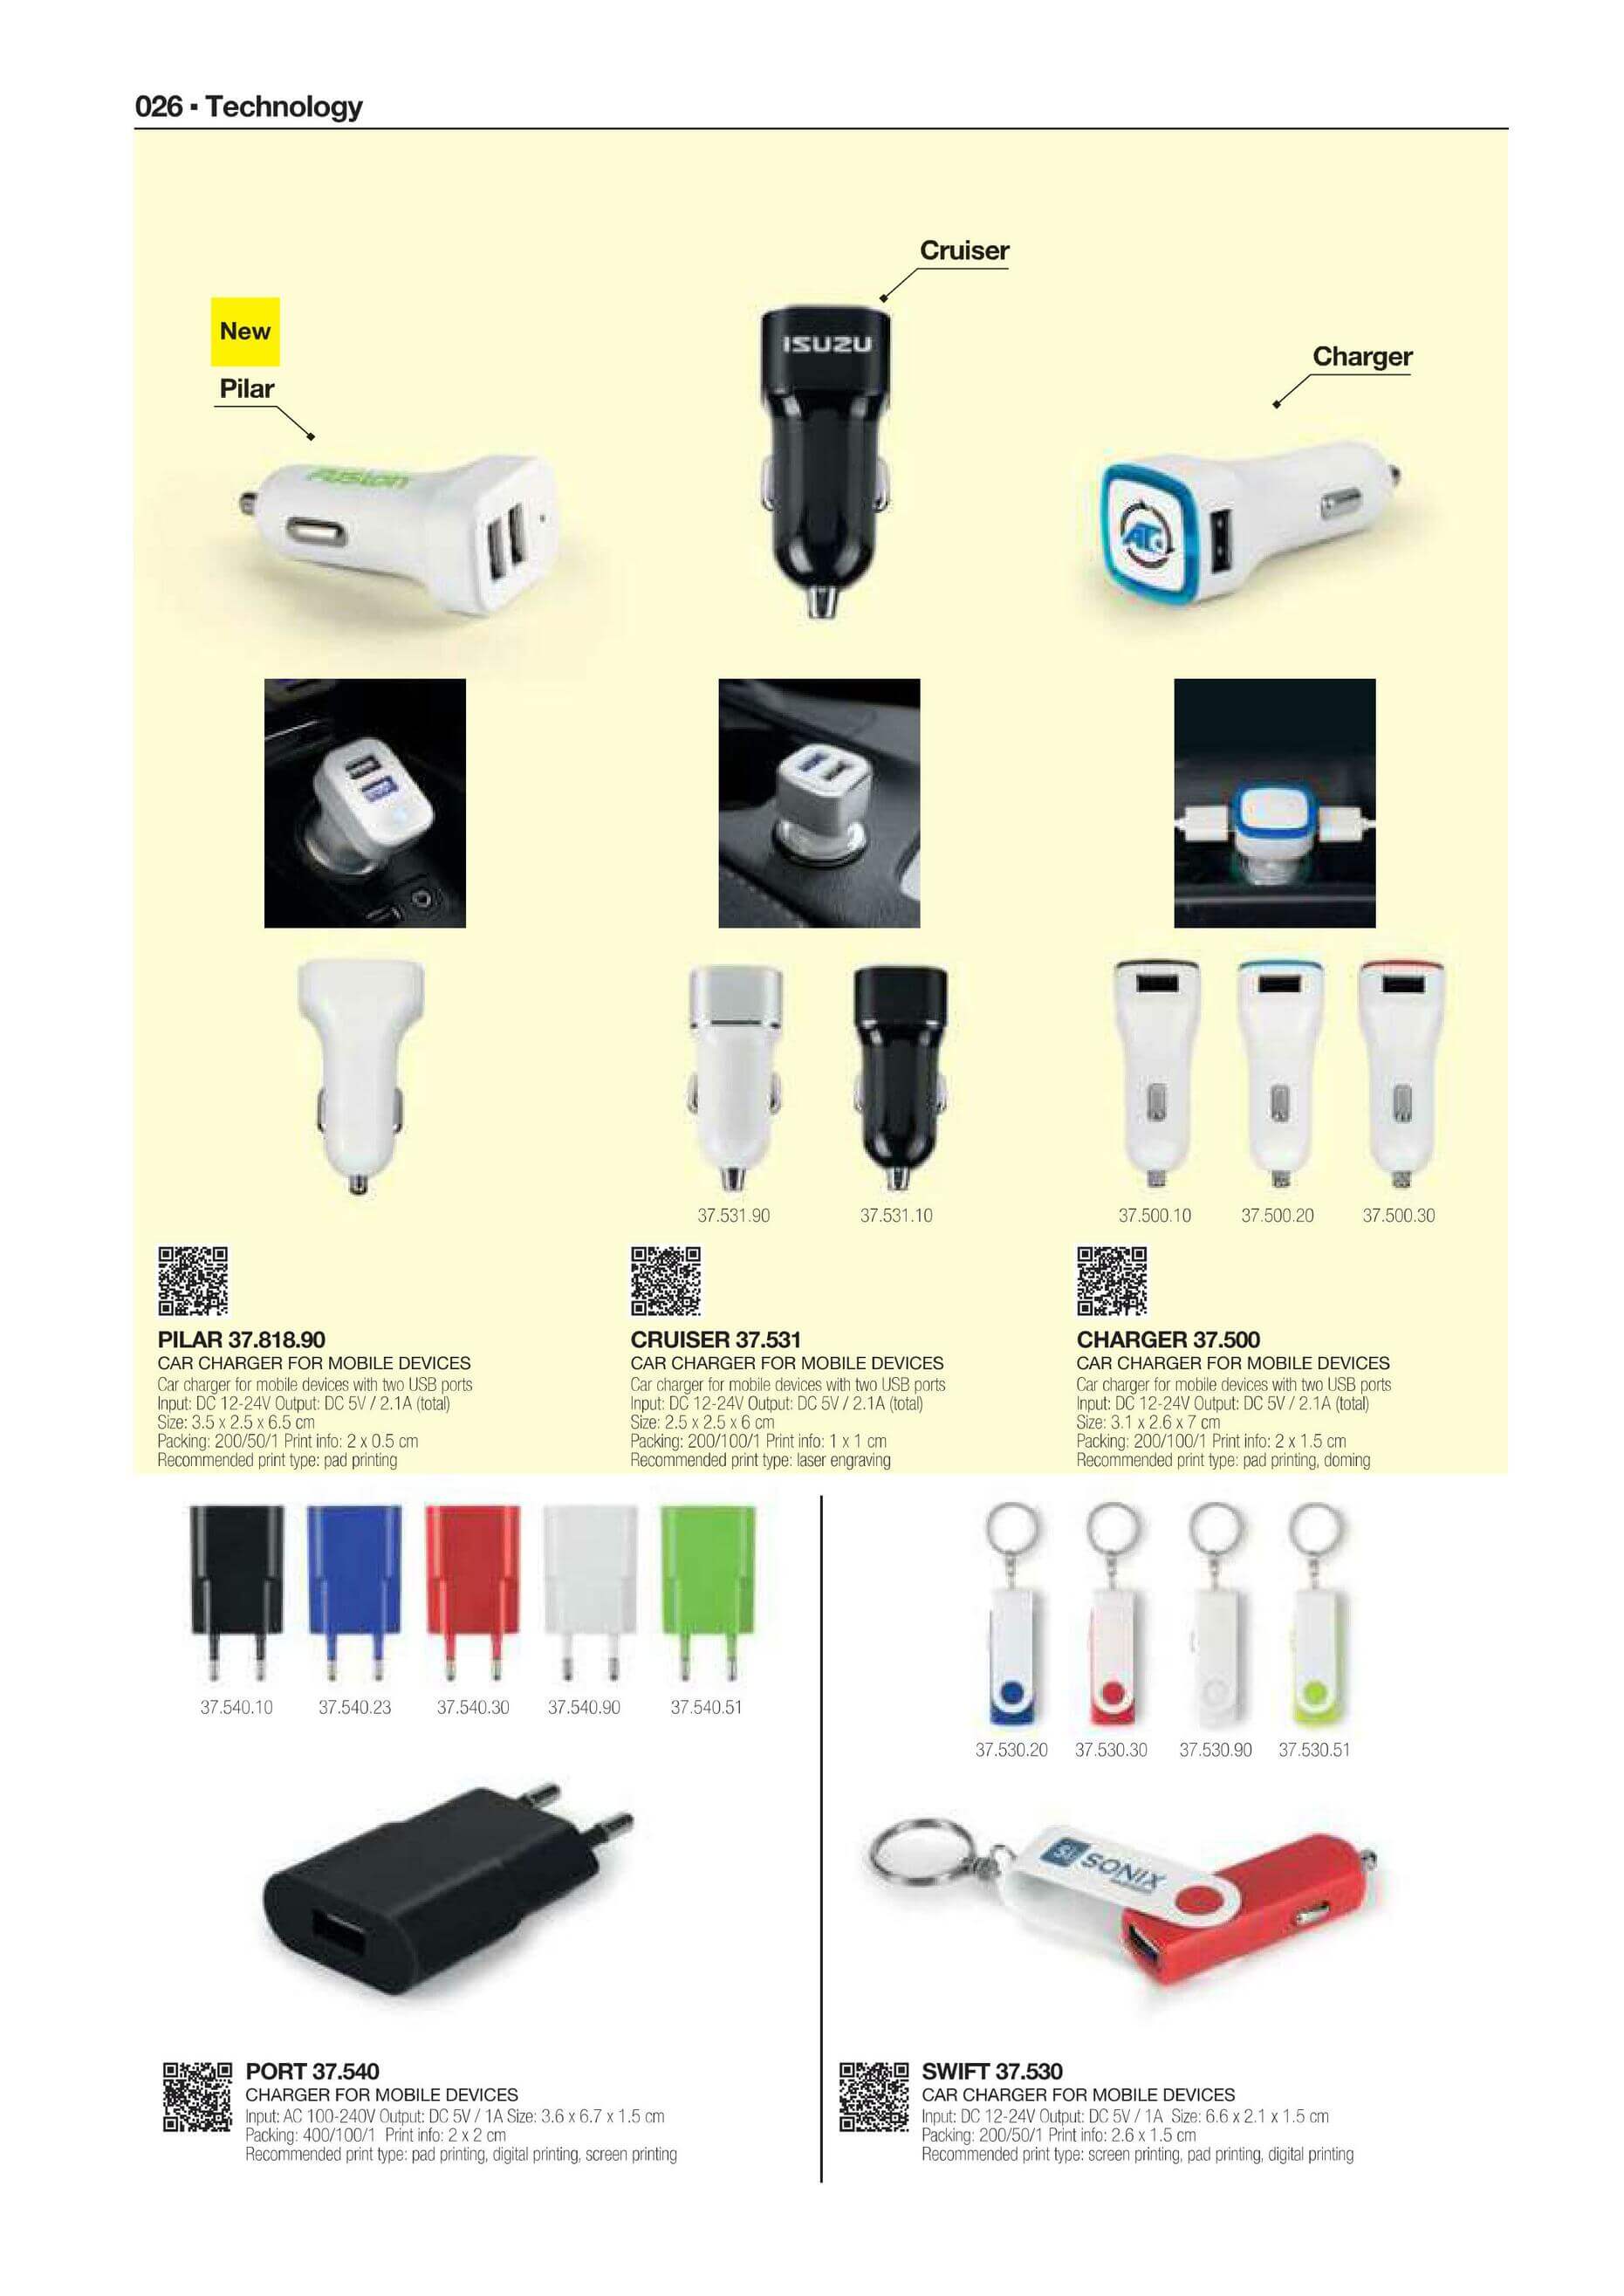 026 ▪ Technology
Cruiser
New
Pilar
Charger
Fusion
ISUZU
37.531.90
37.531.10
37.500.10
37.500.20
37.500.30
PILAR 37.818.90
CAR CHARGER FOR MOBILE DEVICES
Car charger for mobile devices with two USB ports
Input: DC 12-24V Output: DC 5V / 2.1A (total)
Size: 3.5 x 2.5 x 6.5 cm
Packing: 200/50/1 Print info: 2 x 0.5 cm
Recommended print type: pad printing
CRUISER 37.531
CAR CHARGER FOR MOBILE DEVICES
Car charger for mobile devices with two USB ports
Input: DC 12-24V Output: DC 5V / 2.1A (total)
Size: 2.5 x 2.5 x 6 cm
Packing: 200/100/1 Print info: 1 x 1 cm
Recommended print type: laser engraving
CHARGER 37.500
CAR CHARGER FOR MOBILE DEVICES
Car charger for mobile devices with two USB ports
Input: DC 12-24V Output: DC 5V / 2.1A (total)
Size: 3.1 x 2.6 x 7 cm
Packing: 200/100/1 Print info: 2 x 1.5 cm
Recommended print type: pad printing, doming
37.540.10
37.540.23
37.540.30
37.540.90
37.540.51
37.530.20
37.530.30
37.530.90
37.530.51
SONIX
PORT 37.540
CHARGER FOR MOBILE DEVICES
Input: AC 100-240V Output: DC 5V / 1A Size: 3.6 x 6.7 x 1.5 cm
Packing: 400/100/1 Print info: 2 x 2 cm
Recommended print type: pad printing, digital printing, screen printing
SWIFT 37.530
CAR CHARGER FOR MOBILE DEVICES
Input: DC 12-24V Output: DC 5V / 1A Size: 6.6 x 2.1 x 1.5 cm
Packing: 200/50/1 Print info: 2.6 x 1.5 cm
Recommended print type: screen printing, pad printing, digital printing